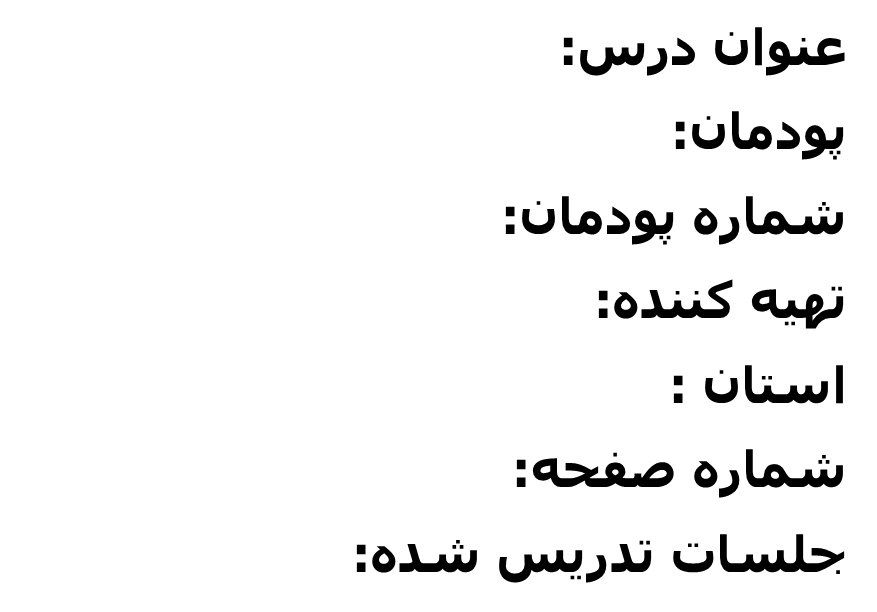 عنوان درس:
پودمان:
شماره پودمان:
تهیه کننده:
استان :
شماره صفحه:
جلسات تدریس شده: